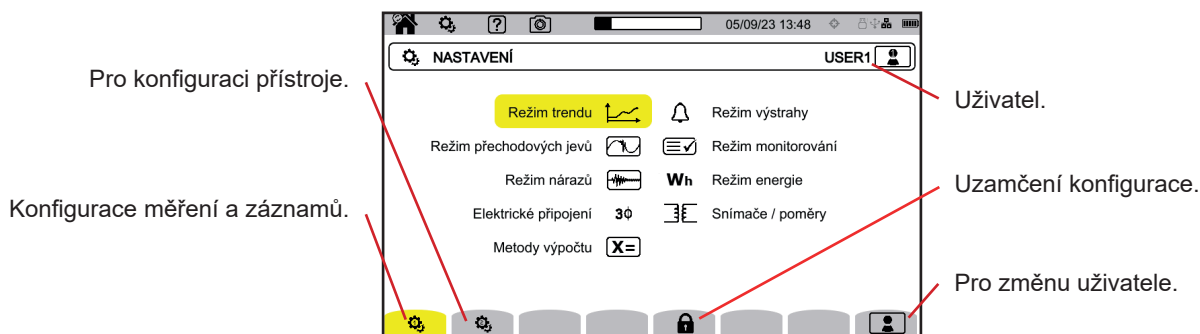 05/09/23 13:48
NASTAVENÍ
USER1
Pro konfiguraci přístroje.
Uživatel.
Režim trendu
Režim výstrahy
Režim přechodových jevů
Režim monitorování
Režim nárazů
Wh Režim energie
Uzamčení konfigurace.
Konfigurace měření a záznamů.
Elektrické připojení 3Φ
Snímače / poměry
Metody výpočtu X=
Pro změnu uživatele.